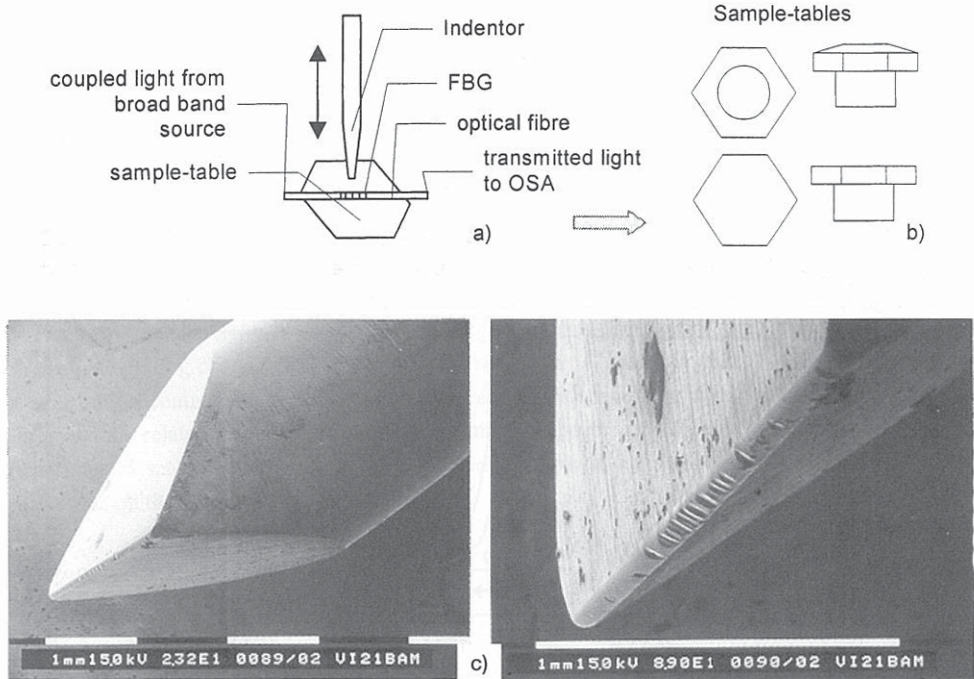 Sample-tables
Indentor
coupled light from
broad band
source
FBG
optical fibre
sample-table
transmitted light
to OSA
a)
b)
1mm15,0kV 2,32E1 0089/02 VI21BAM
c)
1mm15,0kV 8,90E1 0090/02 VI21BAM